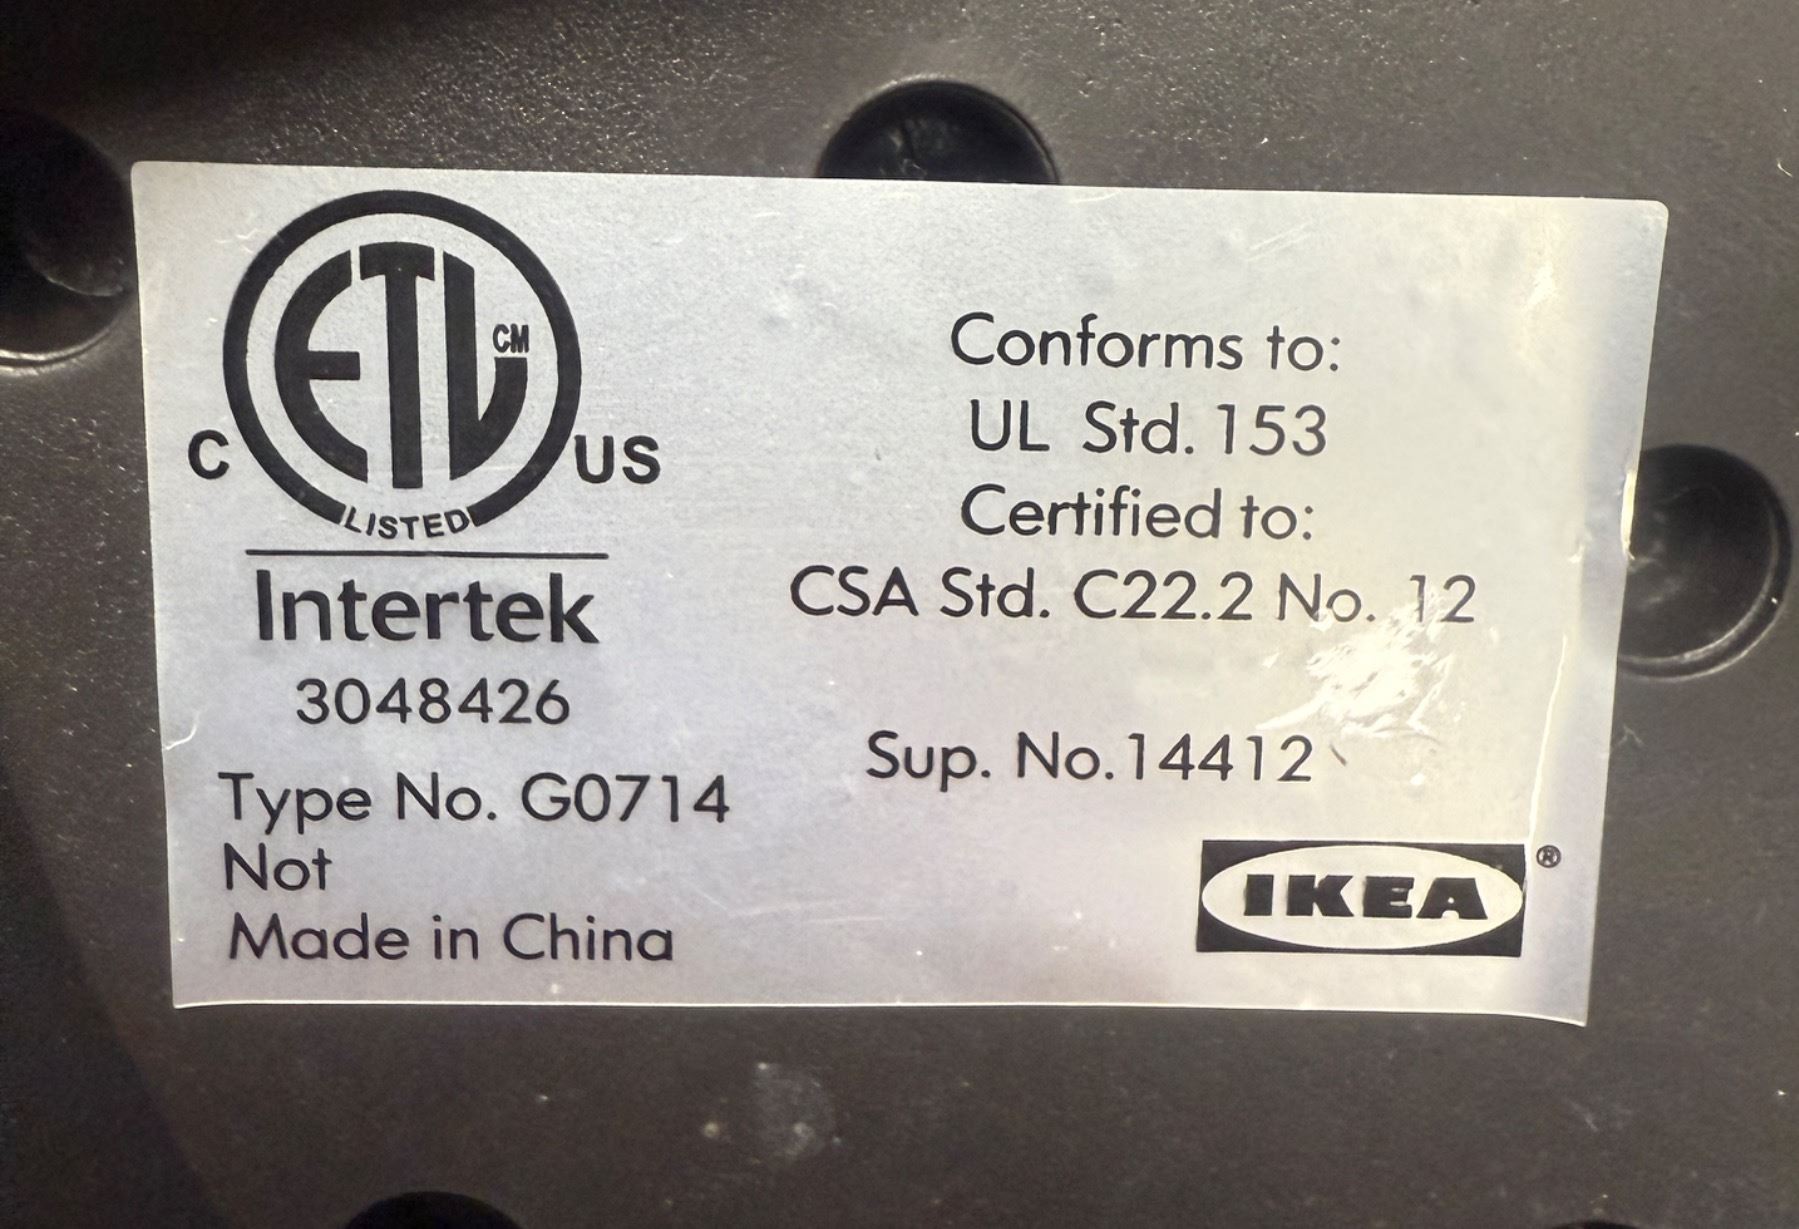 ETL CM
C US
LISTED
Intertek
3048426
Type No. G0714
Not
Made in China
Conforms to:
UL Std. 153
Certified to:
CSA Std. C22.2 No. 12
Sup. No.14412
IKEA ®